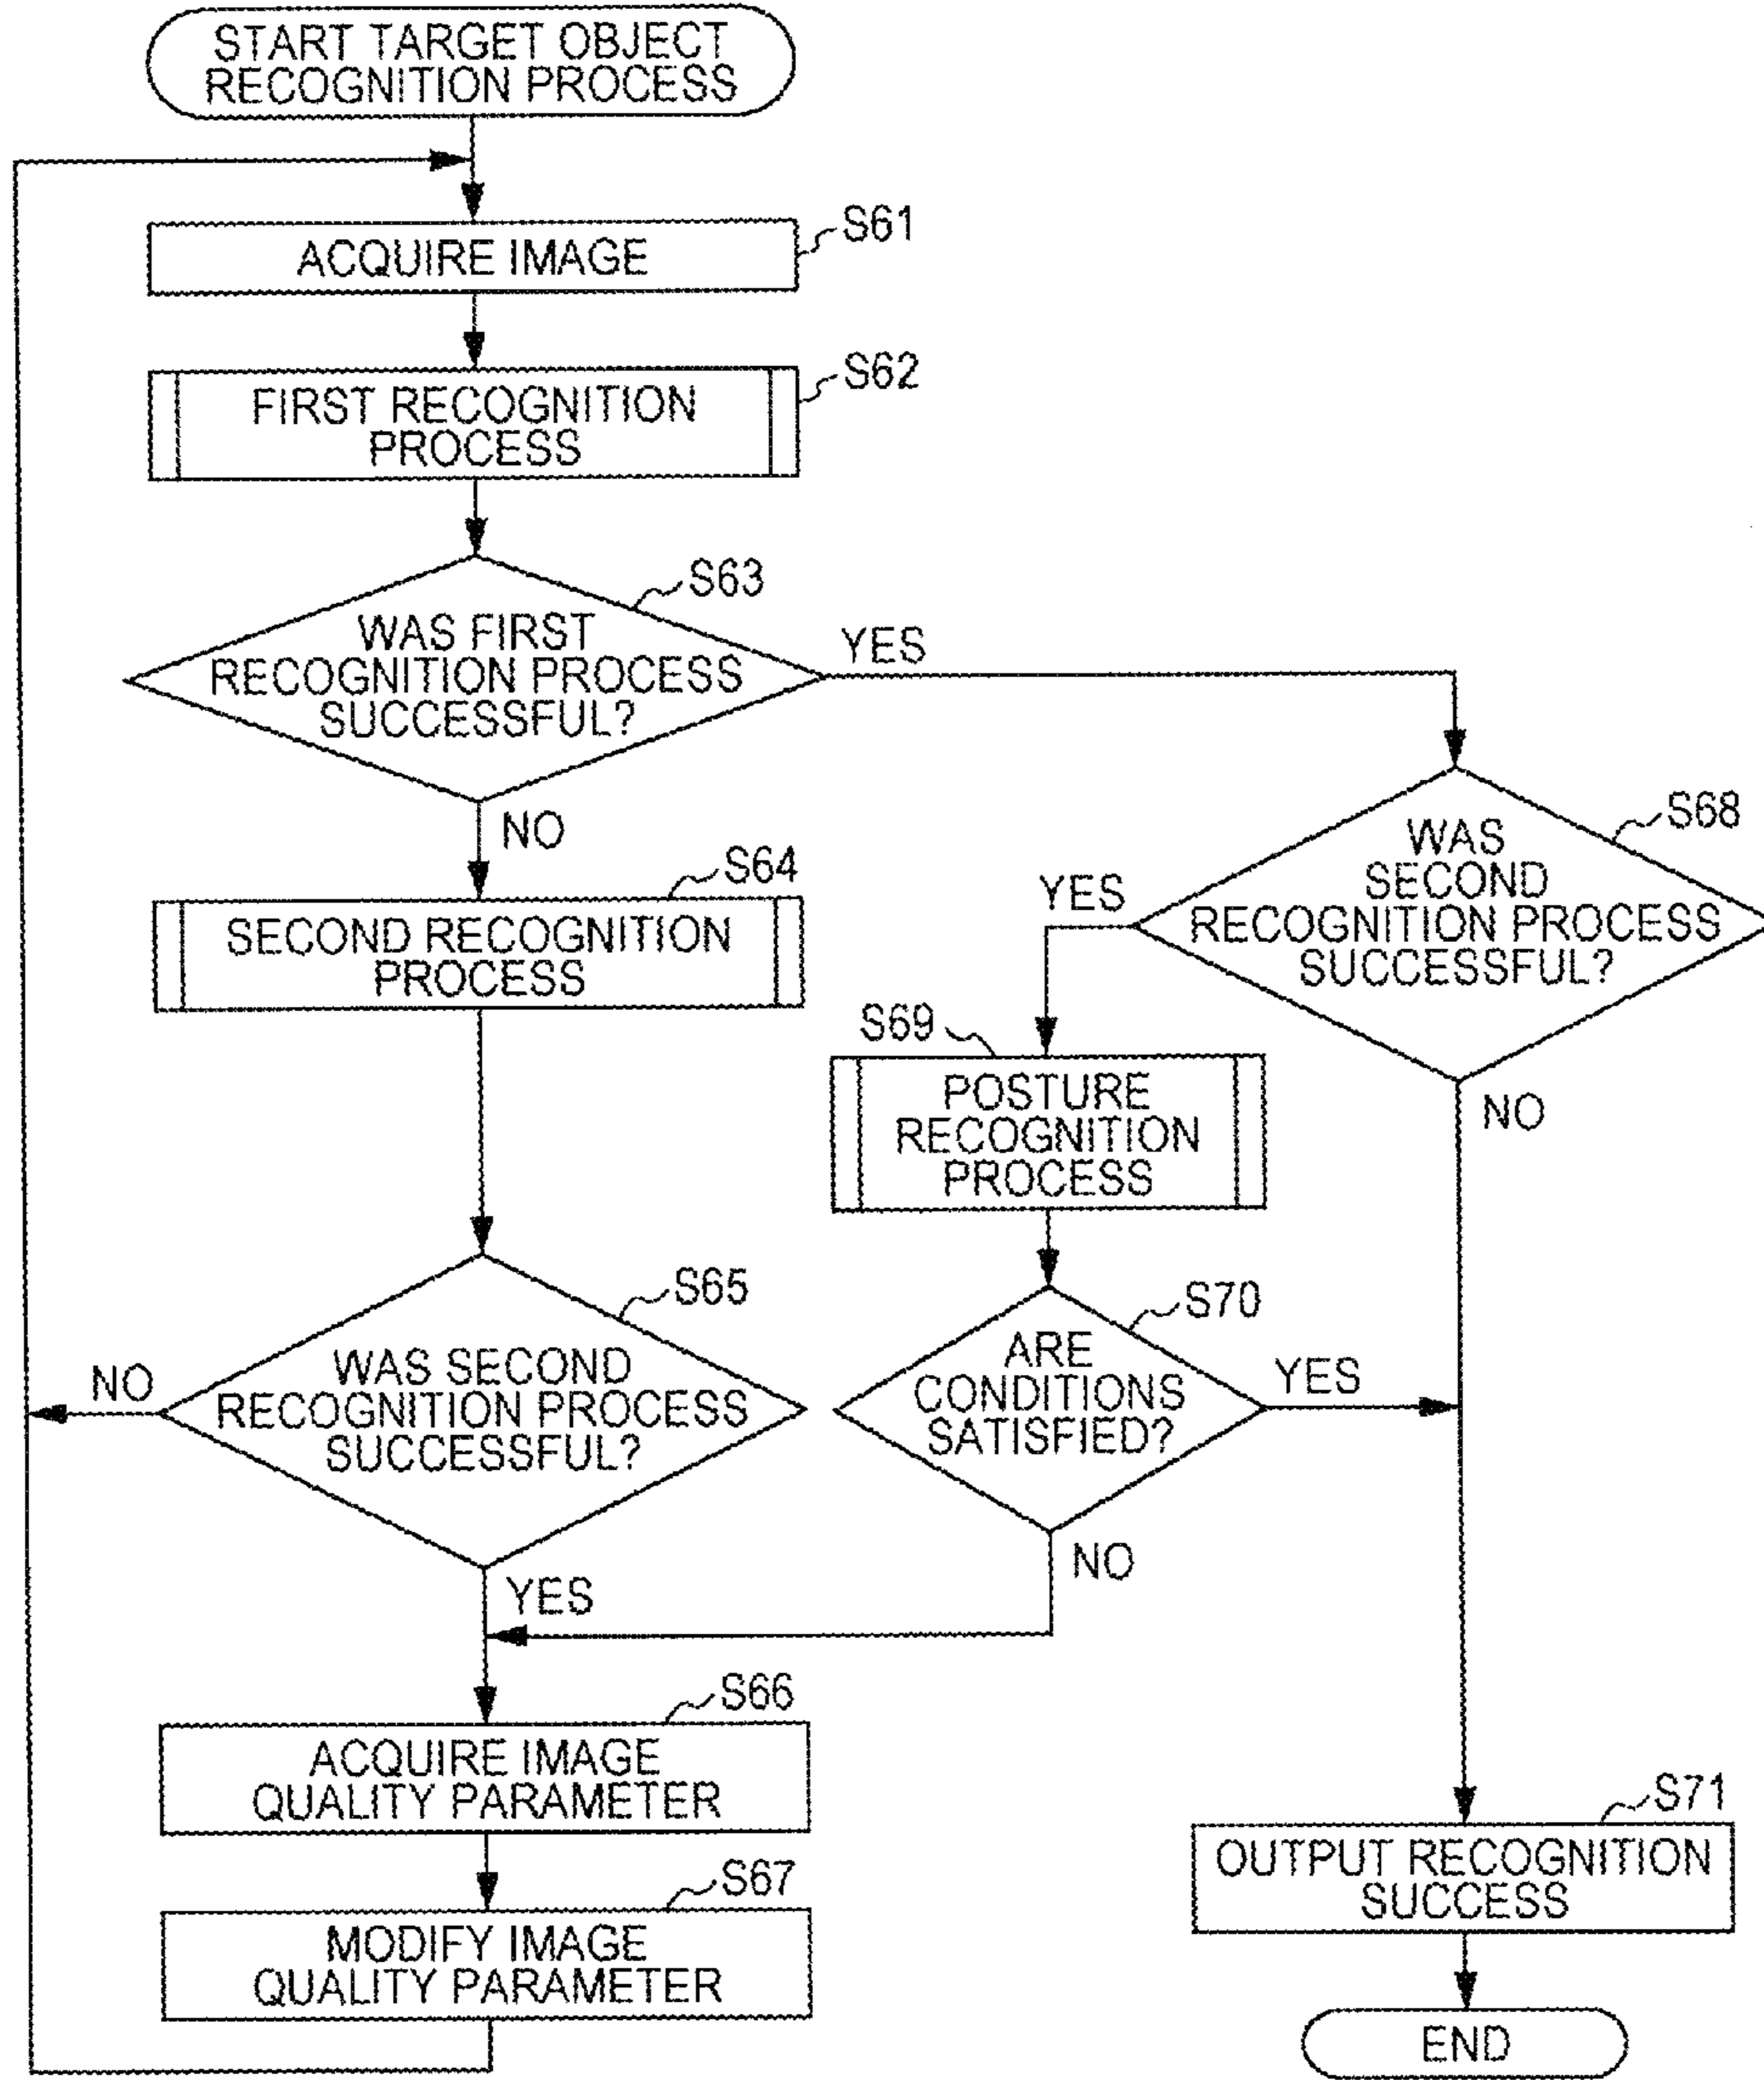 START TARGET OBJECT
RECOGNITION PROCESS
S61
ACQUIRE IMAGE
S62
FIRST RECOGNITION
PROCESS
S63
WAS FIRST
RECOGNITION PROCESS
SUCCESSFUL?
YES
NO
S68
WAS
SECOND
RECOGNITION PROCESS
SUCCESSFUL?
YES
NO
S64
SECOND RECOGNITION
PROCESS
S69
POSTURE
RECOGNITION
PROCESS
S65
WAS SECOND
RECOGNITION PROCESS
SUCCESSFUL?
NO
YES
S70
ARE
CONDITIONS
SATISFIED?
YES
NO
S66
ACQUIRE IMAGE
QUALITY PARAMETER
S67
MODIFY IMAGE
QUALITY PARAMETER
S71
OUTPUT RECOGNITION
SUCCESS
END